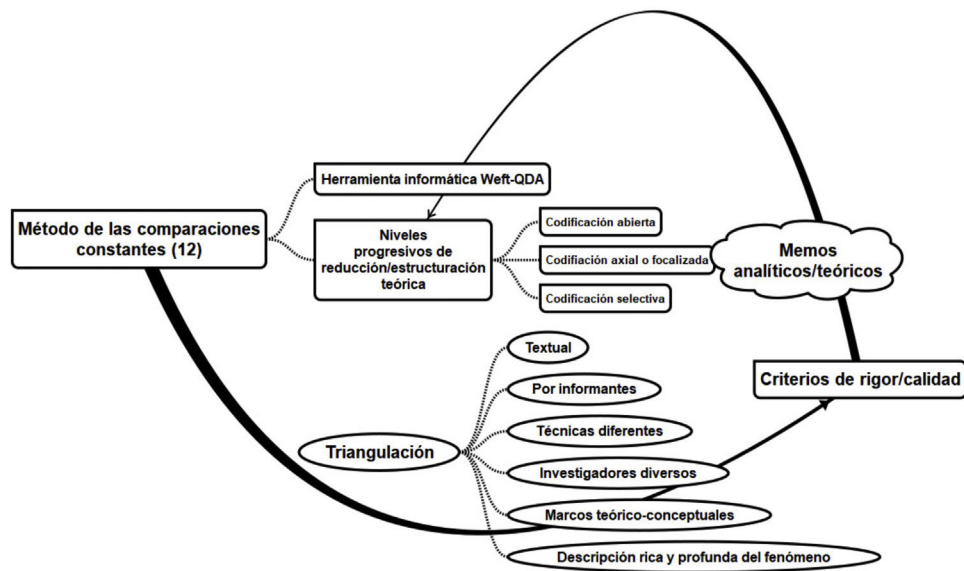 Herramienta informática Weft-QDA
Método de las comparaciones
constantes (12)
Niveles
progresivos de
reducción/estructuración
teórica
Codificación abierta
Codifiación axial o focalizada
Codificación selectiva
Memos
analíticos/teóricos
Criterios de rigor/calidad
Triangulación
Textual
Por informantes
Técnicas diferentes
Investigadores diversos
Marcos teórico-conceptuales
Descripción rica y profunda del fenómeno